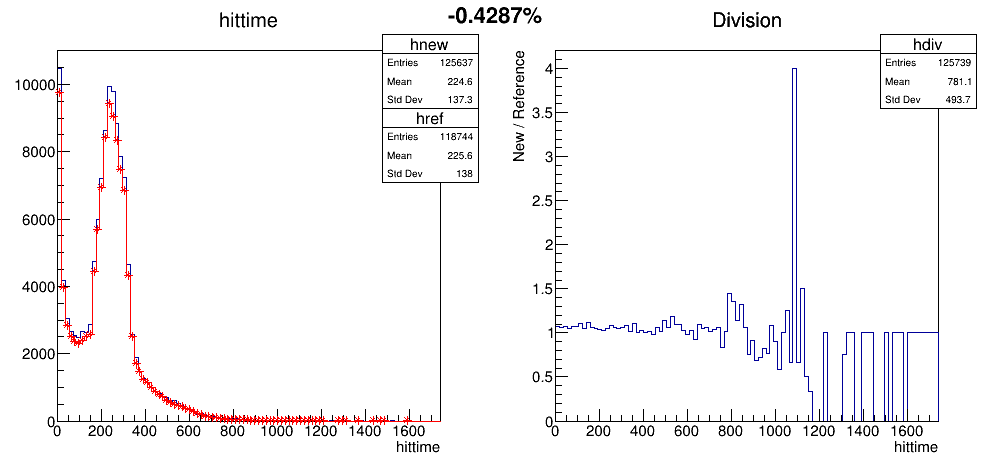 -0.4287%
hittime
hnew
Entries 125637
Mean 224.6
Std Dev 137.3
href
Entries 118744
Mean 225.6
Std Dev 138
10000
8000
6000
4000
2000
0
0 200 400 600 800 1000 1200 1400 1600
hittime
Division
hdiv
Entries 125739
Mean 781.1
Std Dev 493.7
New / Reference
4
3.5
3
2.5
2
1.5
1
0.5
0
0 200 400 600 800 1000 1200 1400 1600
hittime